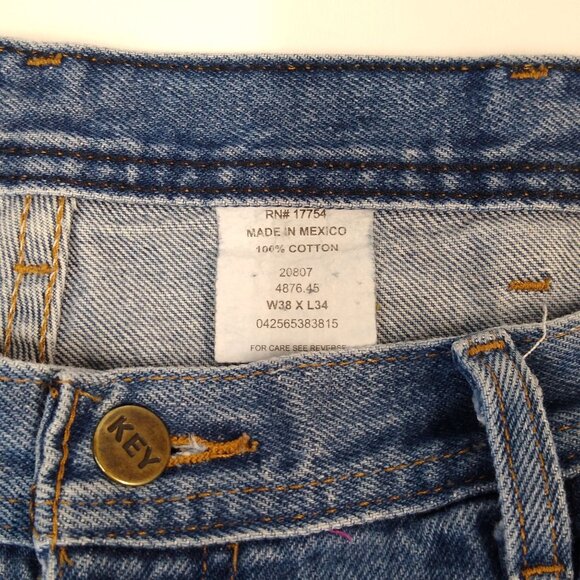 RN# 17754
MADE IN MEXICO
100% COTTON
20807
4876.45
W38 X L34
042565383815
FOR CARE SEE REVERSE
KEY